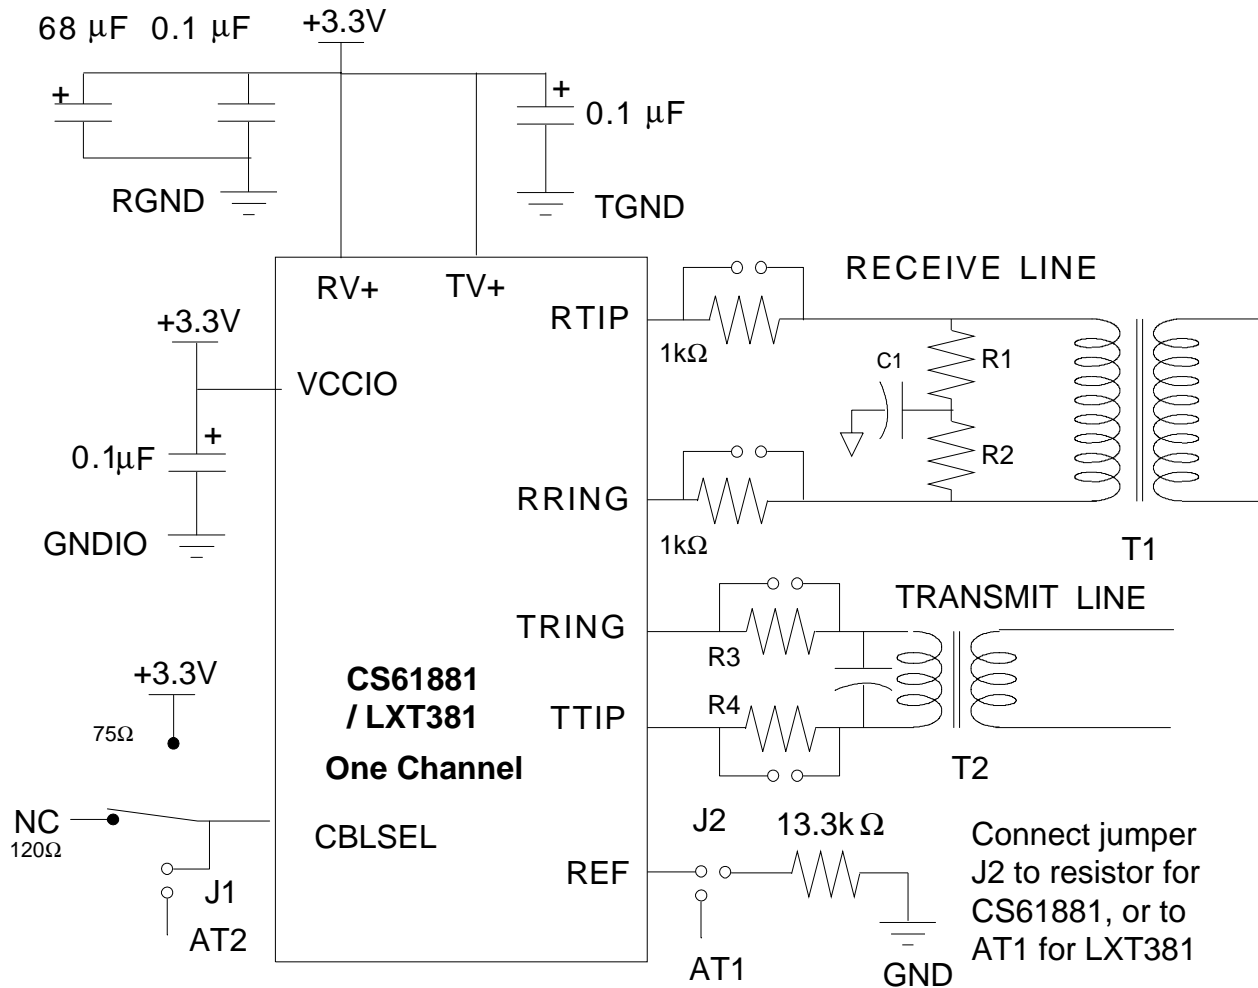 68 μF 0.1 μF
+3.3V
+
+
0.1 μF
RGND
TGND
RV+ TV+
RECEIVE LINE
RTIP
+3.3V
1kΩ
C1
R1
VCCIO
+
0.1μF
R2
RRING
GNDIO
1kΩ
T1
TRANSMIT LINE
TRING
R3
+3.3V
CS61881
/ LXT381
R4
TTIP
75Ω
One Channel
T2
NC
120Ω
CBLSEL
J2
13.3k Ω
REF
J1
AT2
AT1
GND
Connect jumper
J2 to resistor for
CS61881, or to
AT1 for LXT381